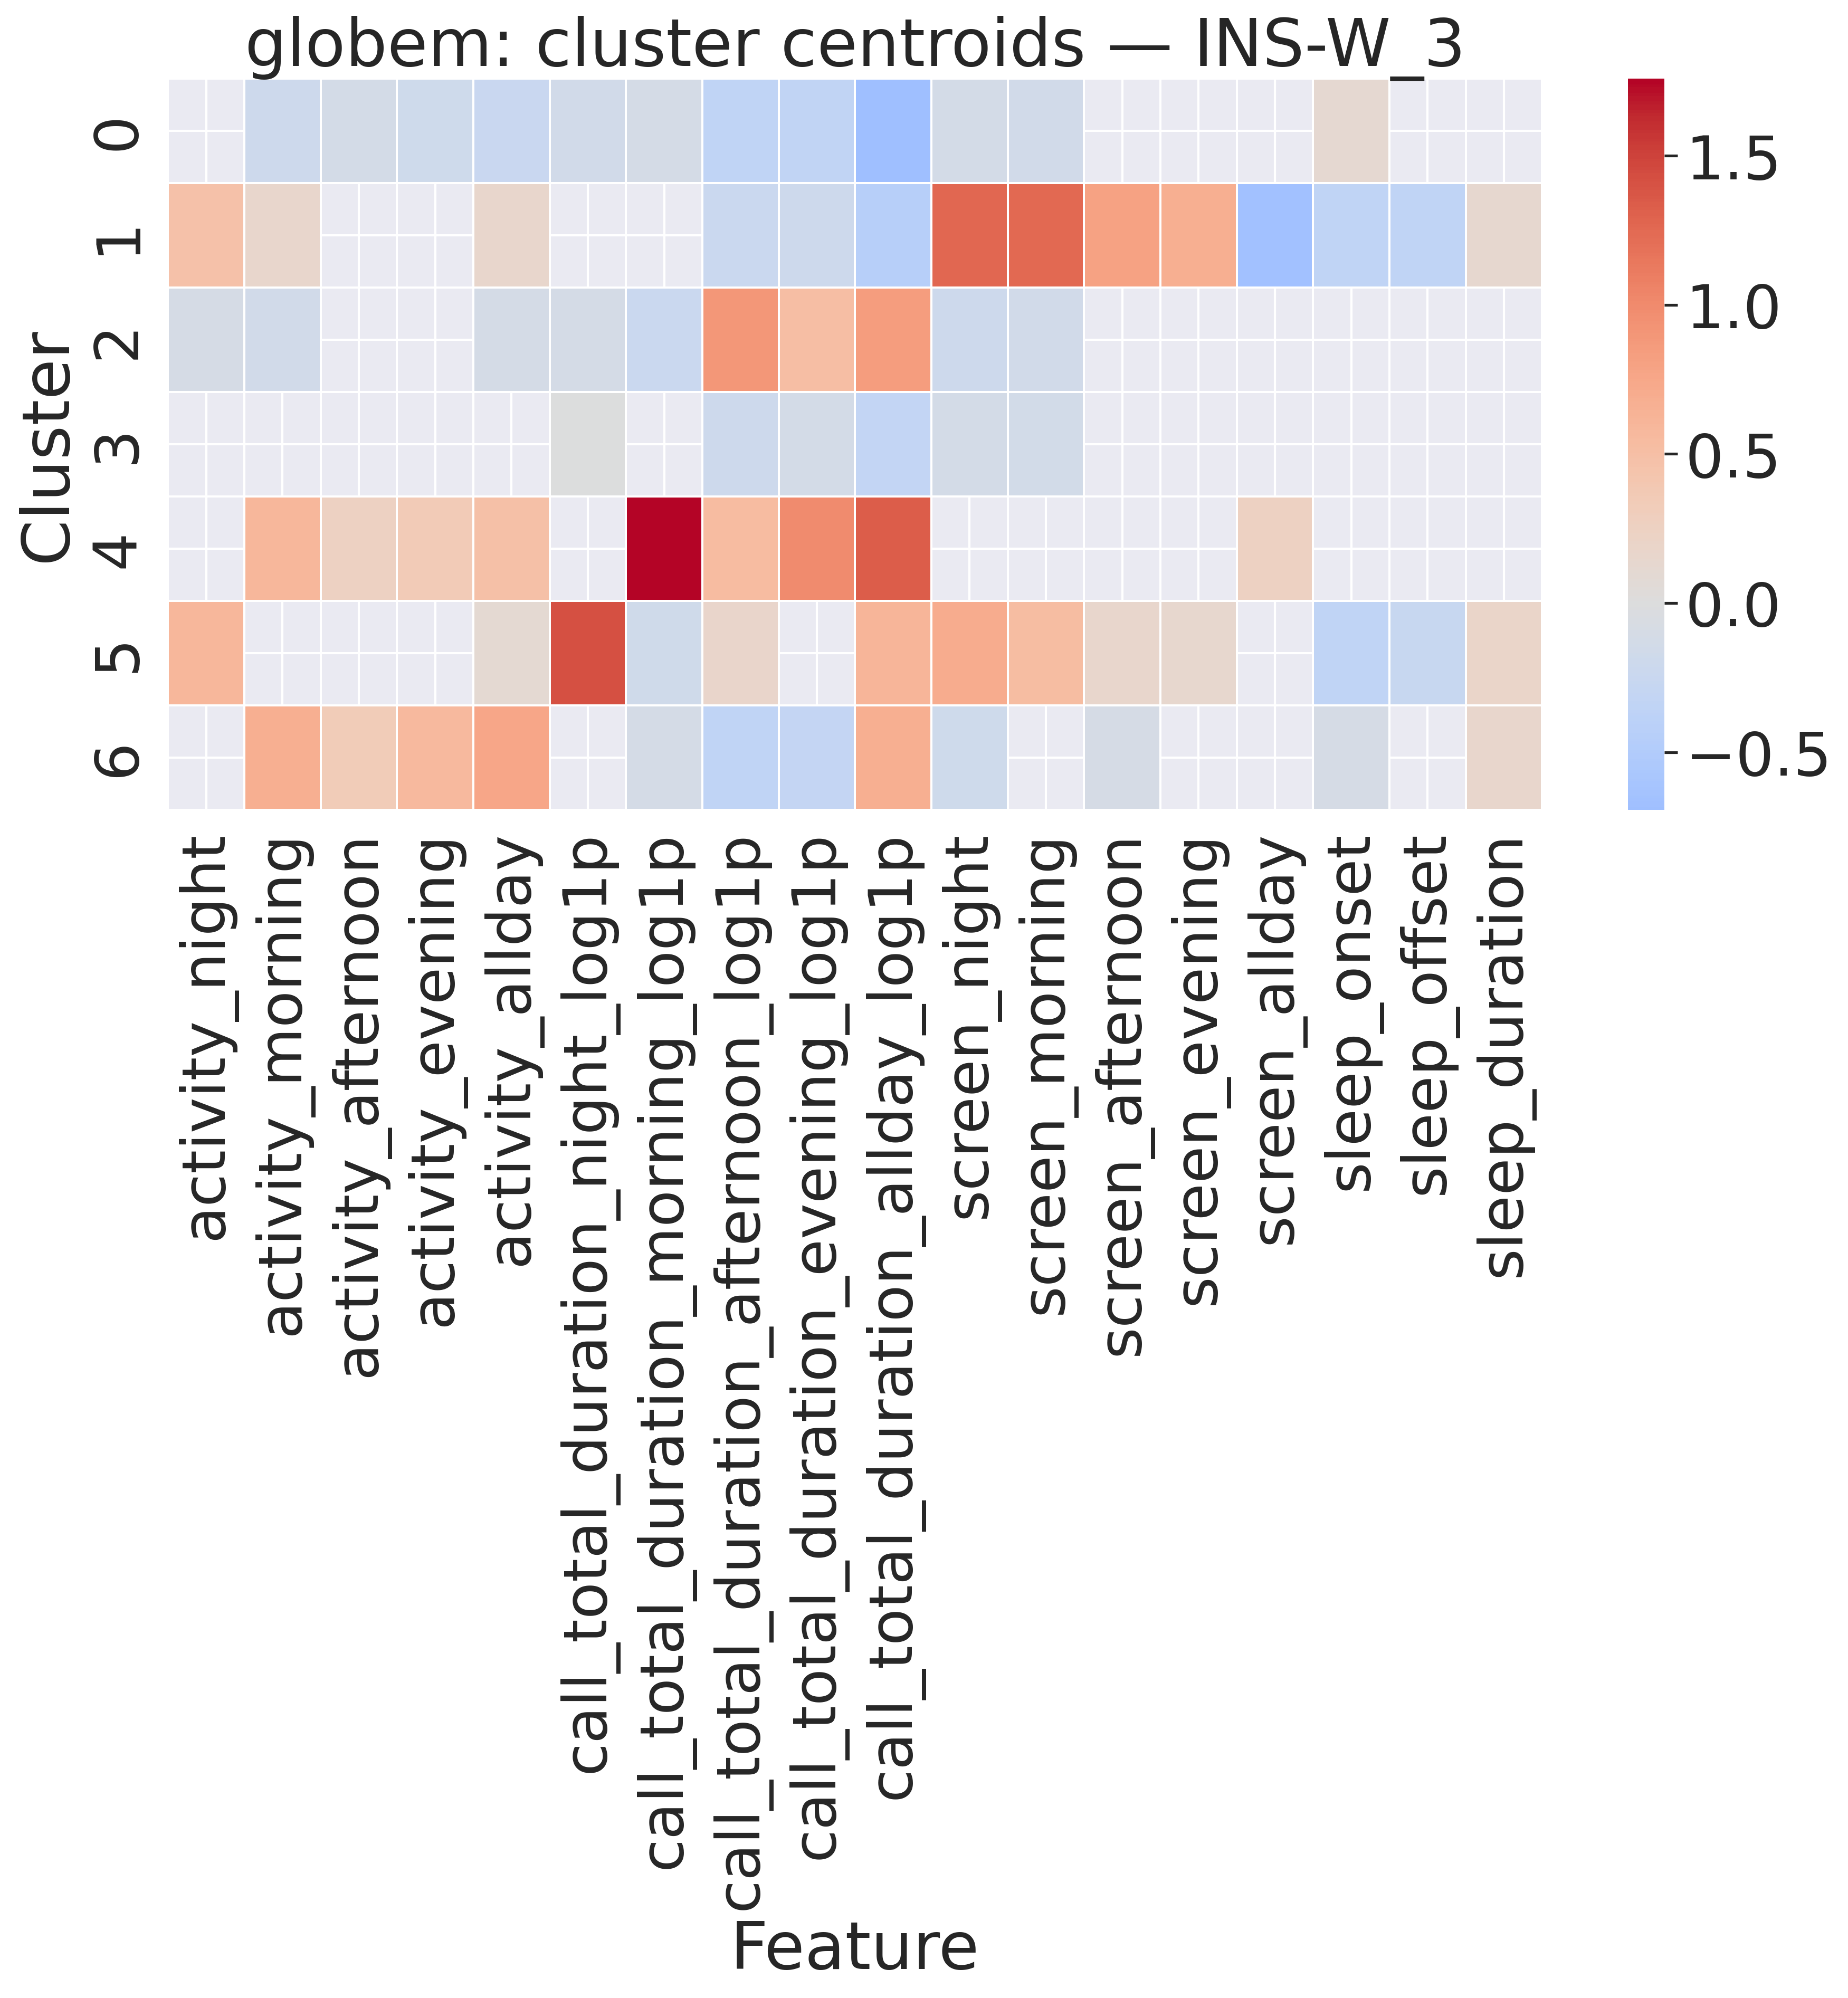 globem: cluster centroids — INS-W_3
Cluster
0
1
2
3
4
5
6
1.5
1.0
0.5
0.0
−0.5
activity_night
activity_morning
activity_afternoon
activity_evening
activity_allday
call_total_duration_night_log1p
call_total_duration_morning_log1p
call_total_duration_afternoon_log1p
call_total_duration_evening_log1p
call_total_duration_allday_log1p
screen_night
screen_morning
screen_afternoon
screen_evening
screen_allday
sleep_onset
sleep_offset
sleep_duration
Feature